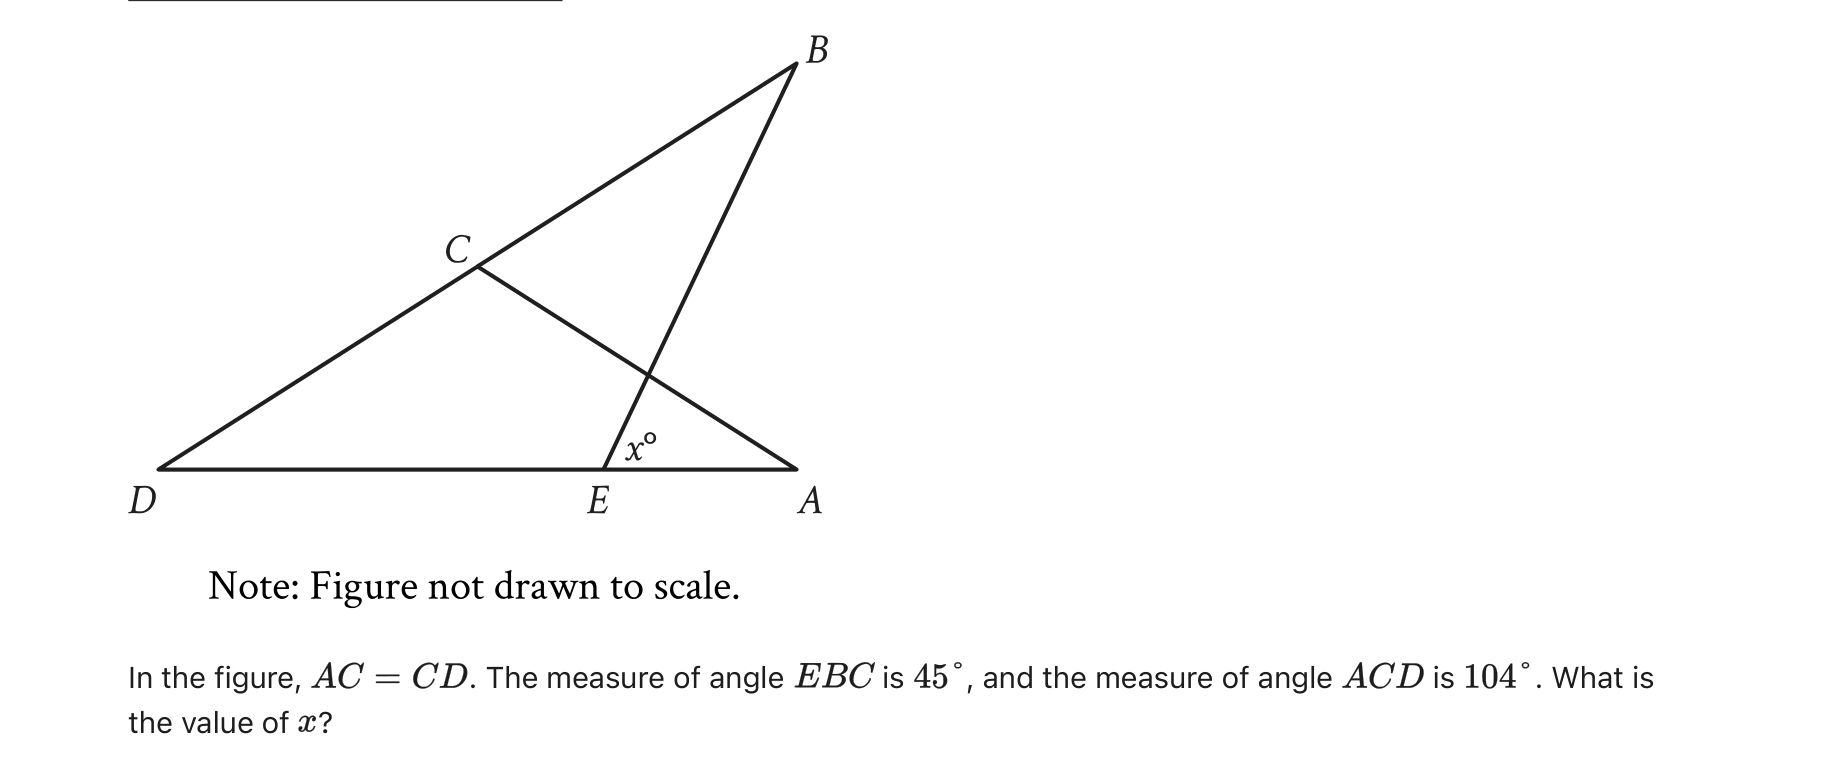 B
C
x°
D E A
Note: Figure not drawn to scale.
In the figure, AC = CD. The measure of angle EBC is 45°, and the measure of angle ACD is 104°. What is
the value of x?